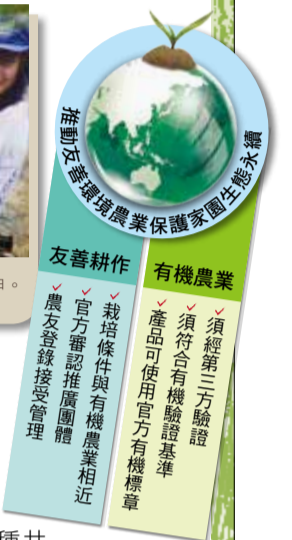 推動友善環境農業保護家園生態永續
有機農業
須經第三方驗證
須符合有機驗證基準
產品可使用官方有機標章
友善耕作
栽培條件與有機農業相近
官方審認推廣團體
農友登錄接受管理
。
種廿